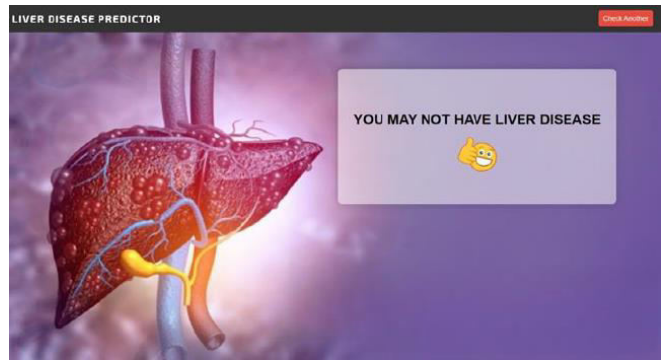 LIVER DISEASE PREDICTOR
Check Another
YOU MAY NOT HAVE LIVER DISEASE